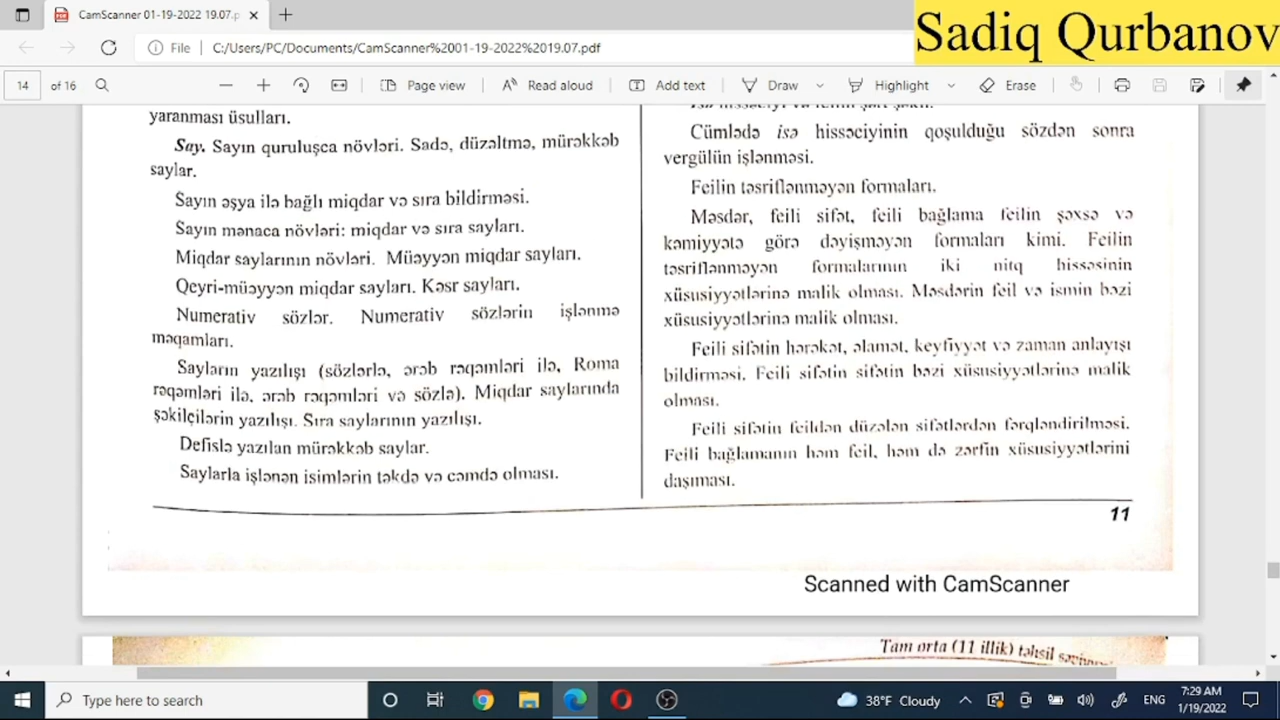 CamScanner 01-19-2022 19.07.p
Sadiq Qurbanov
File C:/Users/PC/Documents/CamScanner%2001-19-2022%2019.07.pdf
14 of 16 Page view Read aloud Add text Draw Highlight Erase
yaranması üsulları.
Say. Sayın quruluşca növləri. Sadə, düzəltmə, mürəkkəb
saylar.
Sayın əşya ilə bağlı miqdar və sıra bildirməsi.
Sayın mənaca növləri: miqdar və sıra sayları.
Miqdar saylarının növləri. Müəyyən miqdar sayları.
Qeyri-müəyyən miqdar sayları. Kəsr sayları.
Numerativ sözlər. Numerativ sözlərin işlənmə
məqamları.
Sayların yazılışı (sözlərlə, ərəb rəqəmləri ilə, Roma
rəqəmləri ilə, ərəb rəqəmləri və sözlə). Miqdar saylarında
şəkilçilərin yazılışı. Sıra saylarının yazılışı.
Defislə yazılan mürəkkəb saylar.
Saylarla işlənən isimlərin təkdə və cəmdə olması.
Cümlədə isə hissəciyinin qoşulduğu sözdən sonra
vergülün işlənməsi.
Feilin təsriflənməyən formaları.
Məsdər, feili sifət, feili bağlama feilin şəxsə və
kəmiyyətə görə dəyişməyən formaları kimi. Feilin
təsriflənməyən formalarının iki nitq hissəsinin
xüsusiyyətlərinə malik olması. Məsdərin feil və ismin bəzi
xüsusiyyətlərinə malik olması.
Feili sifətin hərəkət, əlamət, keyfiyyət və zaman anlayışı
bildirməsi. Feili sifətin sifətin bəzi xüsusiyyətlərinə malik
olması.
Feili sifətin feildən düzələn sifətlərdən fərqləndirilməsi.
Feili bağlamanın həm feil, həm də zərfin xüsusiyyətlərini
daşıması.
11
Scanned with CamScanner
Tam orta (11 illik) təhsil
Type here to search
38°F Cloudy
ENG
7:29 AM
1/19/2022